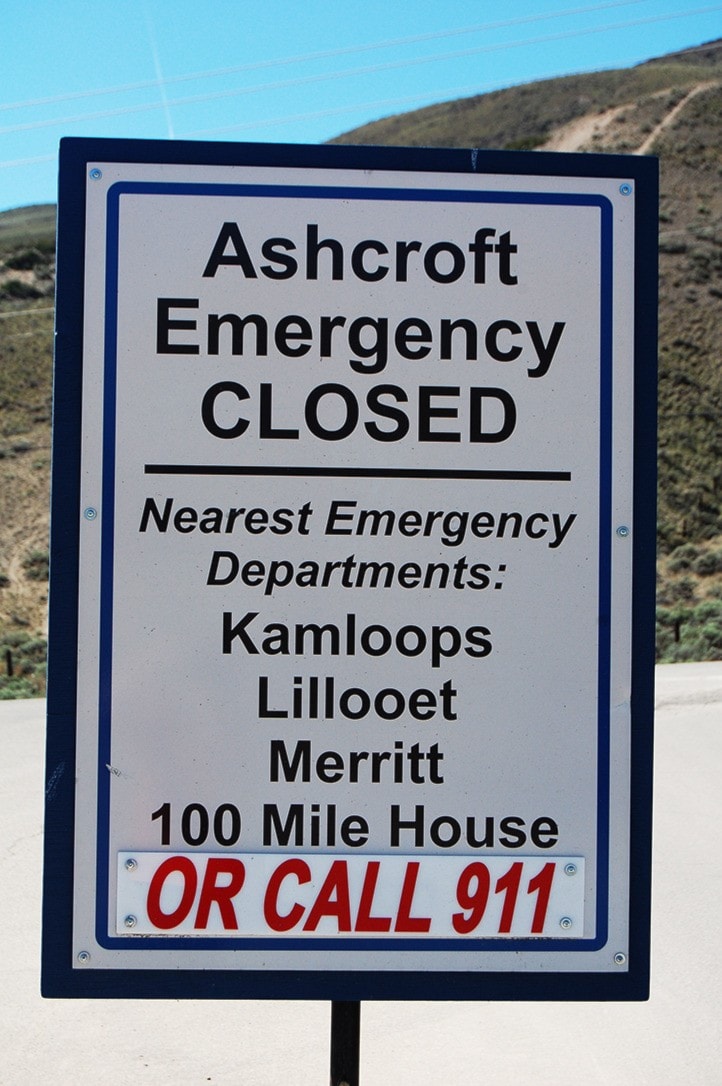 Ashcroft
Emergency
CLOSED
Nearest Emergency
Departments:
Kamloops
Lillooet
Merritt
100 Mile House
OR CALL 911